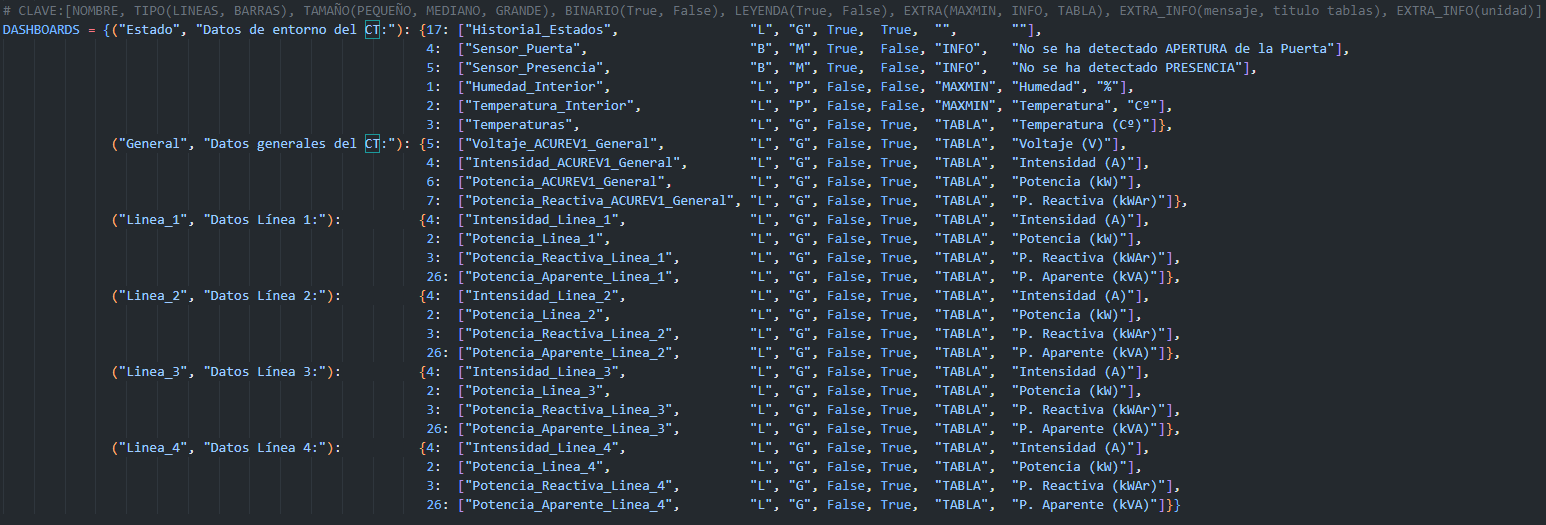 # CLAVE:[NOMBRE, TIPO(LINEAS, BARRAS), TAMAÑO(PEQUEÑO, MEDIANO, GRANDE), BINARIO(True, False), LEYENDA(True, False), EXTRA(MAXMIN, INFO, TABLA), EXTRA_INFO(mensaje, titulo tablas), EXTRA_INFO(unidad)]
DASHBOARDS = {("Estado", "Datos de entorno del CT:"): {17: ["Historial_Estados", "L", "G", True, True, "", ""],
4: ["Sensor_Puerta", "B", "M", True, False, "INFO", "No se ha detectado APERTURA de la Puerta"],
5: ["Sensor_Presencia", "B", "M", True, False, "INFO", "No se ha detectado PRESENCIA"],
1: ["Humedad_Interior", "L", "P", False, False, "MAXMIN", "Humedad", "%"],
2: ["Temperatura_Interior", "L", "P", False, False, "MAXMIN", "Temperatura", "Cº"],
3: ["Temperaturas", "L", "G", False, True, "TABLA", "Temperatura (Cº)"]},
("General", "Datos generales del CT:"): {5: ["Voltaje_ACUREV1_General", "L", "G", False, True, "TABLA", "Voltaje (V)"],
4: ["Intensidad_ACUREV1_General", "L", "G", False, True, "TABLA", "Intensidad (A)"],
6: ["Potencia_ACUREV1_General", "L", "G", False, True, "TABLA", "Potencia (kW)"],
7: ["Potencia_Reactiva_ACUREV1_General", "L", "G", False, True, "TABLA", "P. Reactiva (kWAr)"]},
("Linea_1", "Datos Línea 1:"): {4: ["Intensidad_Linea_1", "L", "G", False, True, "TABLA", "Intensidad (A)"],
2: ["Potencia_Linea_1", "L", "G", False, True, "TABLA", "Potencia (kW)"],
3: ["Potencia_Reactiva_Linea_1", "L", "G", False, True, "TABLA", "P. Reactiva (kWAr)"],
26: ["Potencia_Aparente_Linea_1", "L", "G", False, True, "TABLA", "P. Aparente (kVA)"]},
("Linea_2", "Datos Línea 2:"): {4: ["Intensidad_Linea_2", "L", "G", False, True, "TABLA", "Intensidad (A)"],
2: ["Potencia_Linea_2", "L", "G", False, True, "TABLA", "Potencia (kW)"],
3: ["Potencia_Reactiva_Linea_2", "L", "G", False, True, "TABLA", "P. Reactiva (kWAr)"],
26: ["Potencia_Aparente_Linea_2", "L", "G", False, True, "TABLA", "P. Aparente (kVA)"]},
("Linea_3", "Datos Línea 3:"): {4: ["Intensidad_Linea_3", "L", "G", False, True, "TABLA", "Intensidad (A)"],
2: ["Potencia_Linea_3", "L", "G", False, True, "TABLA", "Potencia (kW)"],
3: ["Potencia_Reactiva_Linea_3", "L", "G", False, True, "TABLA", "P. Reactiva (kWAr)"],
26: ["Potencia_Aparente_Linea_3", "L", "G", False, True, "TABLA", "P. Aparente (kVA)"]},
("Linea_4", "Datos Línea 4:"): {4: ["Intensidad_Linea_4", "L", "G", False, True, "TABLA", "Intensidad (A)"],
2: ["Potencia_Linea_4", "L", "G", False, True, "TABLA", "Potencia (kW)"],
3: ["Potencia_Reactiva_Linea_4", "L", "G", False, True, "TABLA", "P. Reactiva (kWAr)"],
26: ["Potencia_Aparente_Linea_4", "L", "G", False, True, "TABLA", "P. Aparente (kVA)"]}}